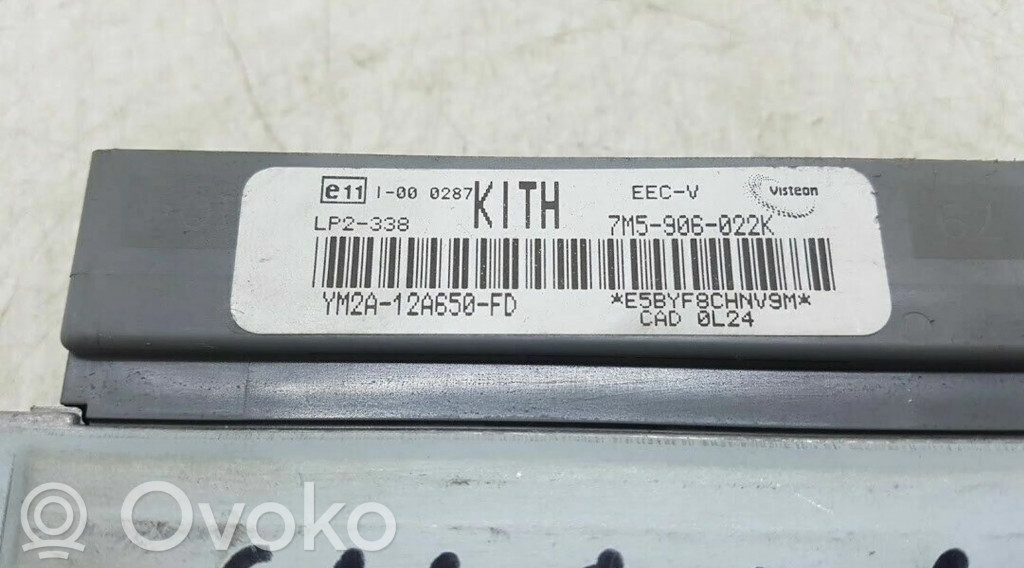 e11 I-00 0287 KITH EEC-V Visteon
LP2-338 7M5-906-022K
YM2A-12A650-FD *E5BYF8CHNV9M*
CAD 0L24
Ovoko